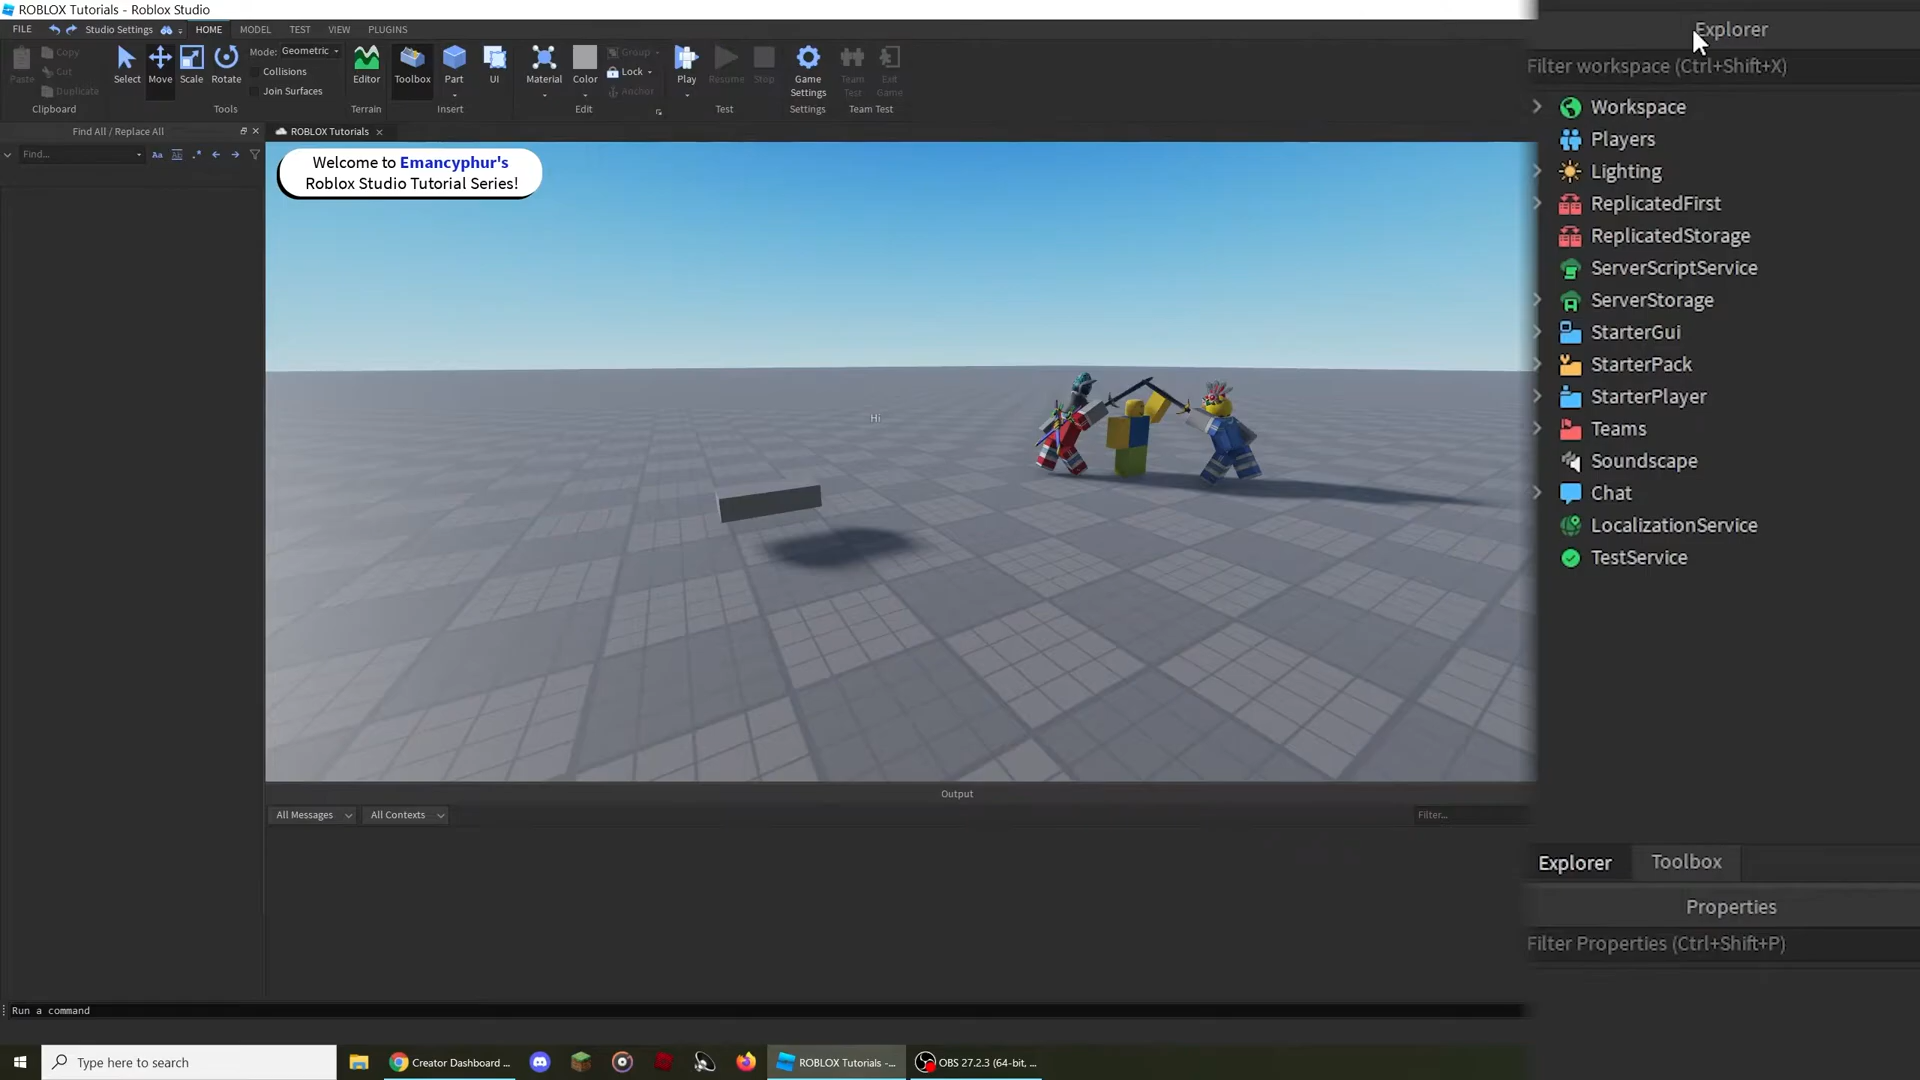 ROBLOX Tutorials - Roblox Studio
FILE
Studio Settings
HOME
MODEL
TEST
VIEW
PLUGINS
Paste
Copy
Cut
Duplicate
Clipboard
Select
Move
Scale
Rotate
Mode: Geometric
Collisions
Join Surfaces
Tools
Editor
Terrain
Toolbox
Part
UI
Insert
Material
Color
Group
Lock
Anchor
Edit
Play
Resume
Stop
Test
Game
Settings
Settings
Team
Test
Exit
Game
Team Test
Find All / Replace All
Find...
Aa
ROBLOX Tutorials
Welcome to Emancyphur's
Roblox Studio Tutorial Series!
Hi
Output
All Messages
All Contexts
Filter...
Run a command
Explorer
Filter workspace (Ctrl+Shift+X)
Workspace
Players
Lighting
ReplicatedFirst
ReplicatedStorage
ServerScriptService
ServerStorage
StarterGui
StarterPack
StarterPlayer
Teams
Soundscape
Chat
LocalizationService
TestService
Explorer
Toolbox
Properties
Filter Properties (Ctrl+Shift+P)
Type here to search
Creator Dashboard ...
ROBLOX Tutorials -...
OBS 27.2.3 (64-bit, ...